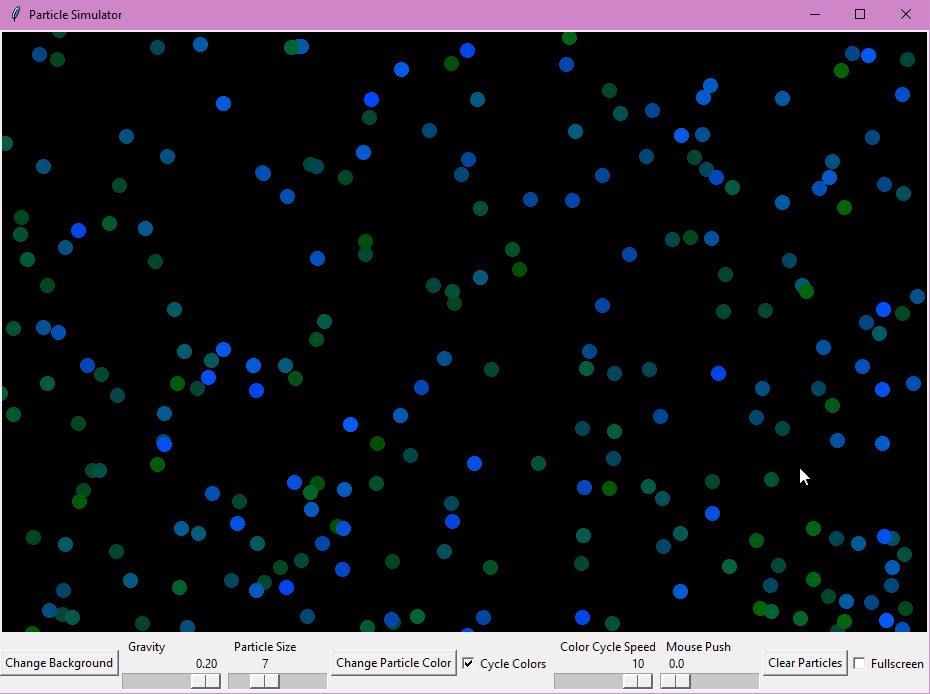 Particle Simulator
Gravity
Particle Size
Color Cycle Speed
Mouse Push
Change Background
0.20
7
Change Particle Color
Cycle Colors
10
0.0
Clear Particles
Fullscreen